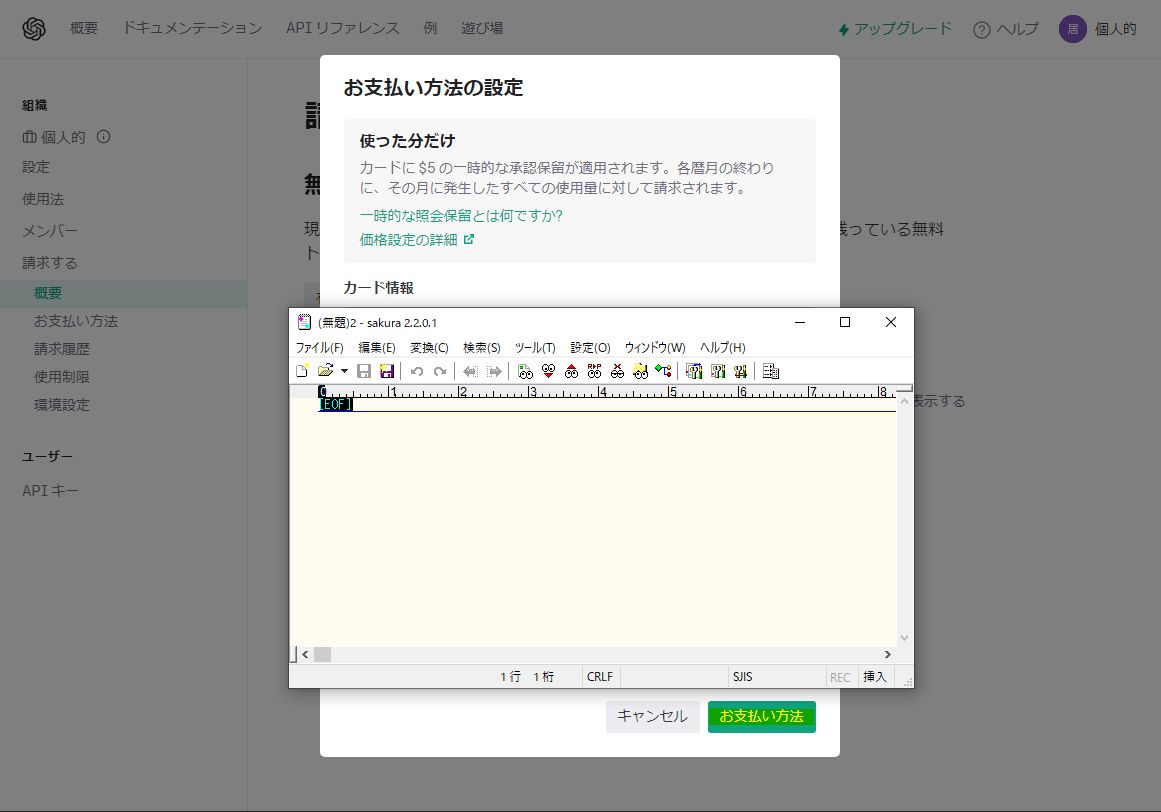 概要 ドキュメンテーション API リファレンス 例 遊び場 アップグレード ヘルプ 居 個人的
組織
個人的
設定
使用法
メンバー
請求する
概要
お支払い方法
請求履歴
使用制限
環境設定
ユーザー
API キー
お支払い方法の設定
使った分だけ
カードに $5 の一時的な承認保留が適用されます。各暦月の終わり
に、その月に発生したすべての使用量に対して請求されます。
一時的な照会保留とは何ですか?
価格設定の詳細
カード情報
無
現
ト
残っている無料
表示する
(無題)2 - sakura 2.2.0.1
ファイル(F) 編集(E) 変換(C) 検索(S) ツール(T) 設定(O) ウィンドウ(W) ヘルプ(H)
0 1 2 3 4 5 6 7 8
[EOF]
1 行 1 桁 CRLF SJIS REC 挿入
キャンセル お支払い方法